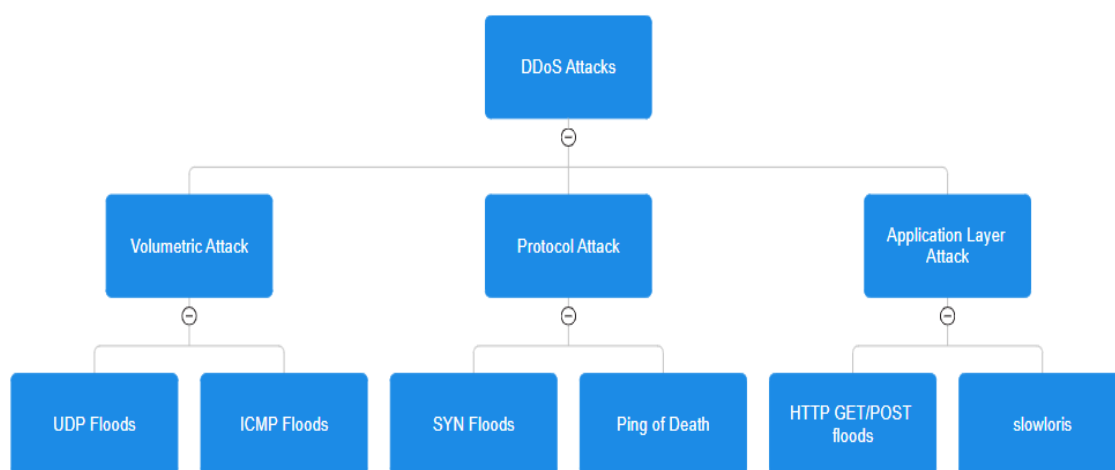 DDoS Attacks
Volumetric Attack
Protocol Attack
Application Layer
Attack
UDP Floods
ICMP Floods
SYN Floods
Ping of Death
HTTP GET/POST
floods
slowloris